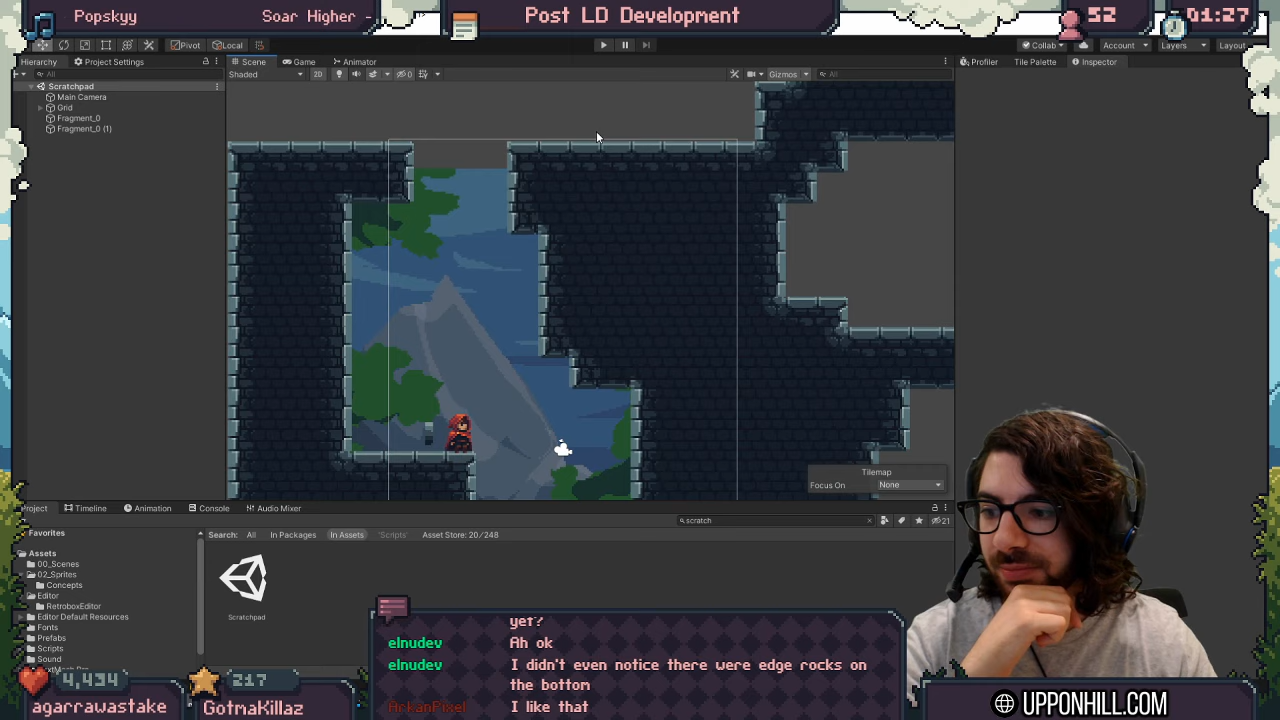 Popskyy
Soar Higher -
Post LD Development
52
01:27
Pivot
Local
Collab
Account
Layers
Layout
Hierarchy
Project Settings
Scene
Game
Animator
Profiler
Tile Palette
Inspector
All
Shaded
2D
0
Gizmos
All
Scratchpad
Main Camera
Grid
Fragment_0
Fragment_0 (1)
Tilemap
Focus On
None
Project
Timeline
Animation
Console
Audio Mixer
scratch
21
Favorites
Search:
All
In Packages
In Assets
'Scripts'
Asset Store: 20/248
Assets
00_Scenes
02_Sprites
Concepts
Editor
RetroboxEditor
Editor Default Resources
Fonts
Prefabs
Scripts
Sound
Scratchpad
yet?
elnudev Ah ok
elnudev I didn't even notice there were edge rocks on
the bottom
ArkanPixel I like that
4,434
agarrawastake
217
GotmaKillaz
UPPONHILL.COM